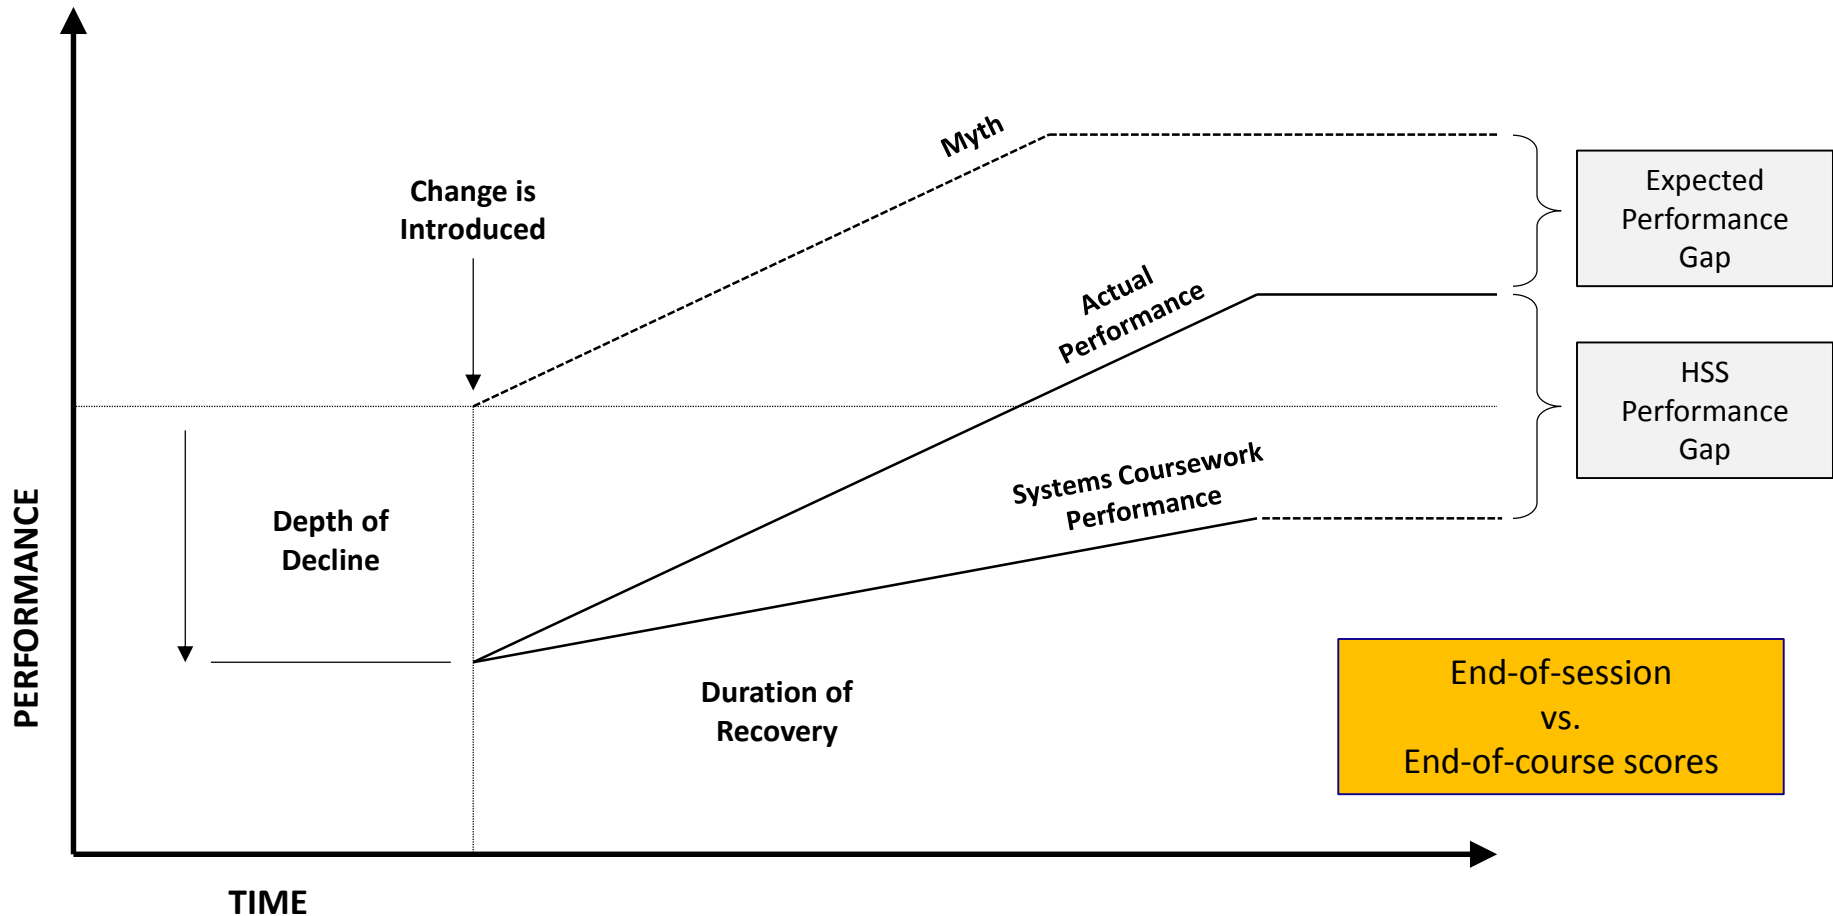 Myth
Change is
Introduced
Expected
Performance
Gap
Actual
Performance
HSS
Performance
Gap
Systems Coursework
Performance
PERFORMANCE
Depth of
Decline
Duration of
Recovery
End-of-session
vs.
End-of-course scores
TIME